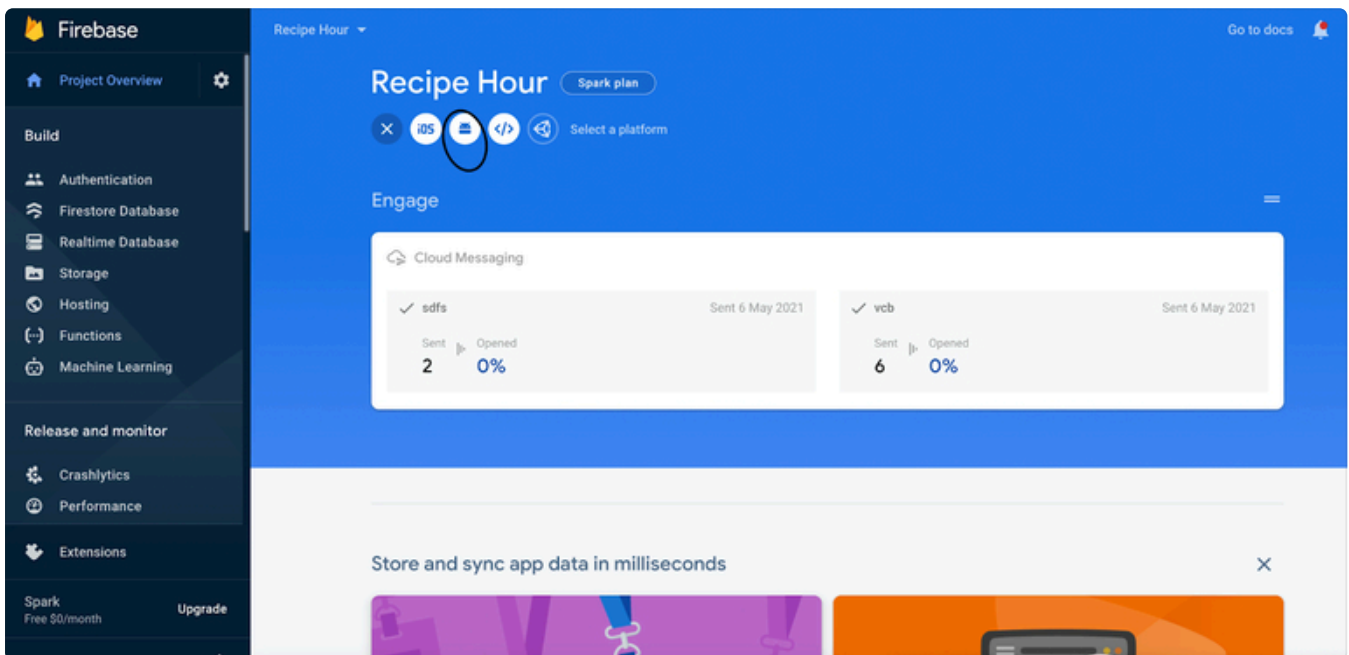 Firebase
Project Overview
Build
Authentication
Firestore Database
Realtime Database
Storage
Hosting
Functions
Machine Learning
Release and monitor
Crashlytics
Performance
Extensions
Spark
Free $0/month
Upgrade
Recipe Hour
Go to docs
Recipe Hour Spark plan
iOS </> Select a platform
Engage
Cloud Messaging
sdfs Sent 6 May 2021
Sent Opened
2 0%
vcb Sent 6 May 2021
Sent Opened
6 0%
Store and sync app data in milliseconds